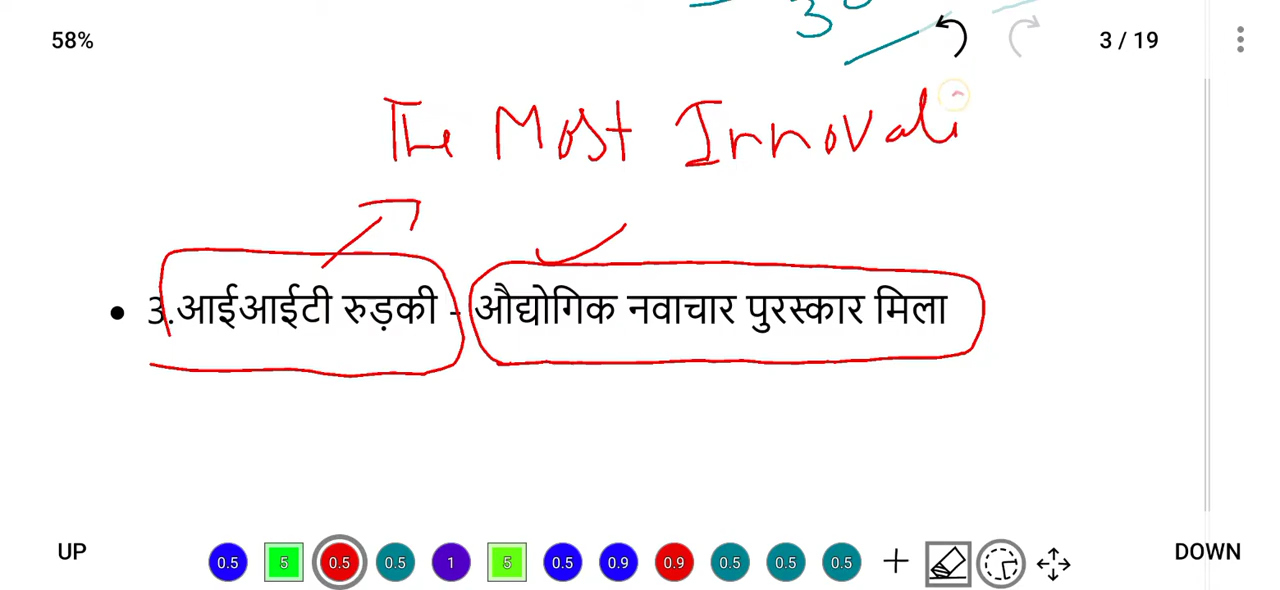 58%
3 / 19
The Most Innovati
• 3.आईआईटी रुड़की - औद्योगिक नवाचार पुरस्कार मिला
UP
0.5 5 0.5 0.5 1 5 0.5 0.9 0.9 0.5 0.5 0.5
DOWN